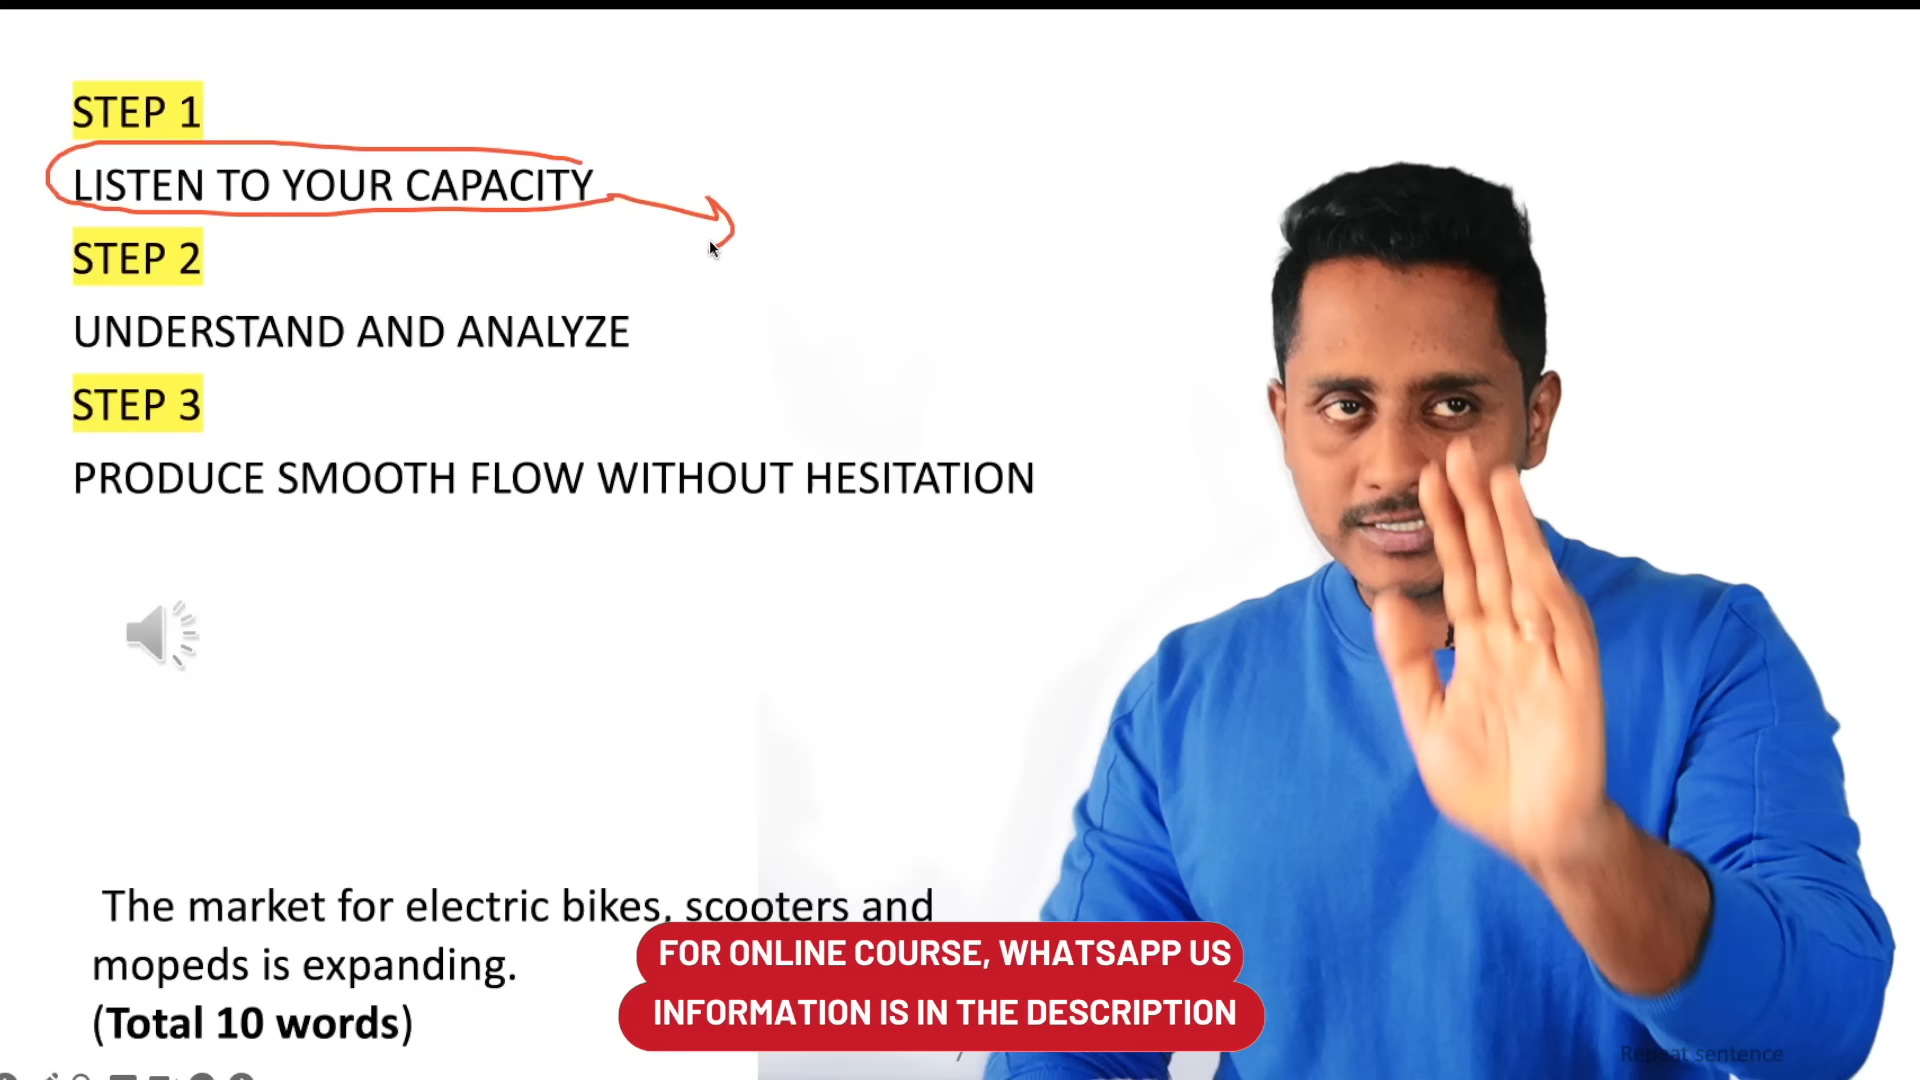 STEP 1
LISTEN TO YOUR CAPACITY
STEP 2
UNDERSTAND AND ANALYZE
STEP 3
PRODUCE SMOOTH FLOW WITHOUT HESITATION
The market for electric bikes, scooters and
mopeds is expanding.
(Total 10 words)
FOR ONLINE COURSE, WHATSAPP US
INFORMATION IS IN THE DESCRIPTION
Repeat sentence